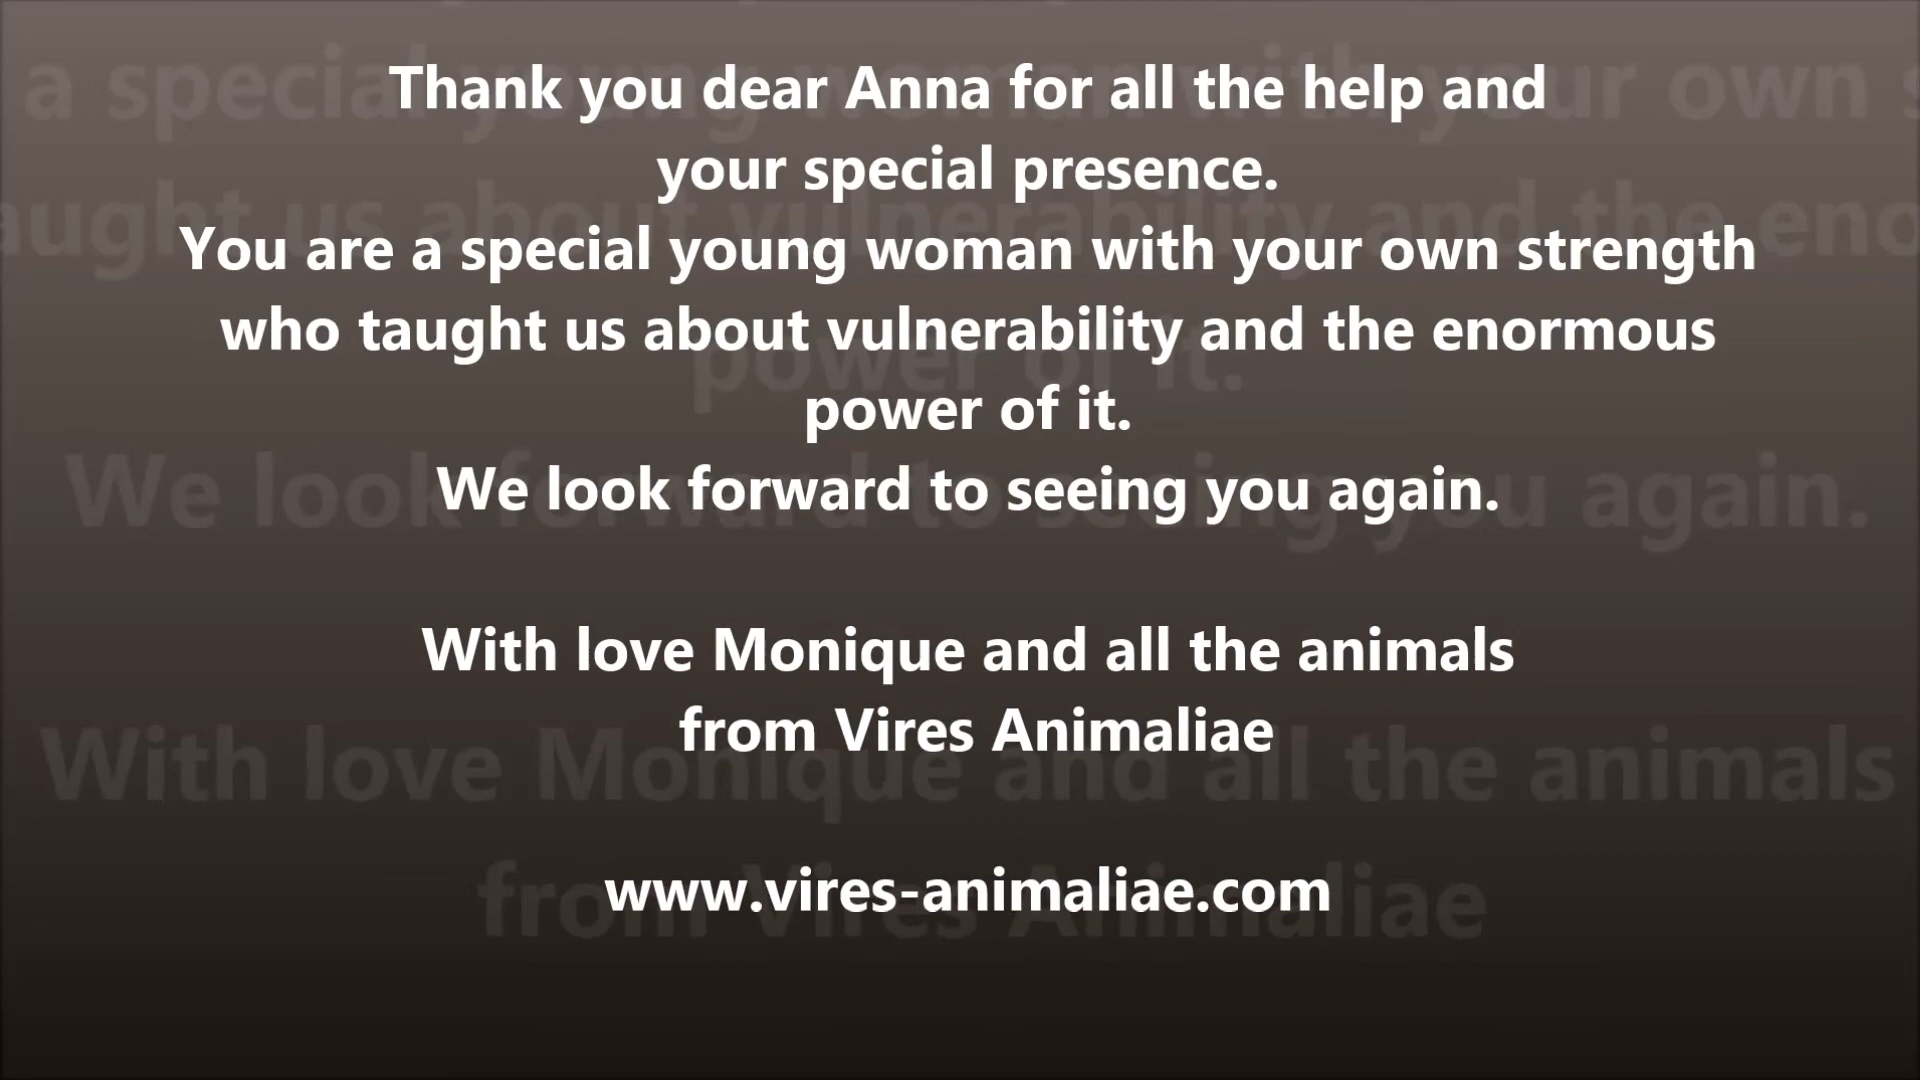 Thank you dear Anna for all the help and
your special presence.
You are a special young woman with your own strength
who taught us about vulnerability and the enormous
power of it.
We look forward to seeing you again.
With love Monique and all the animals
from Vires Animaliae
www.vires-animaliae.com